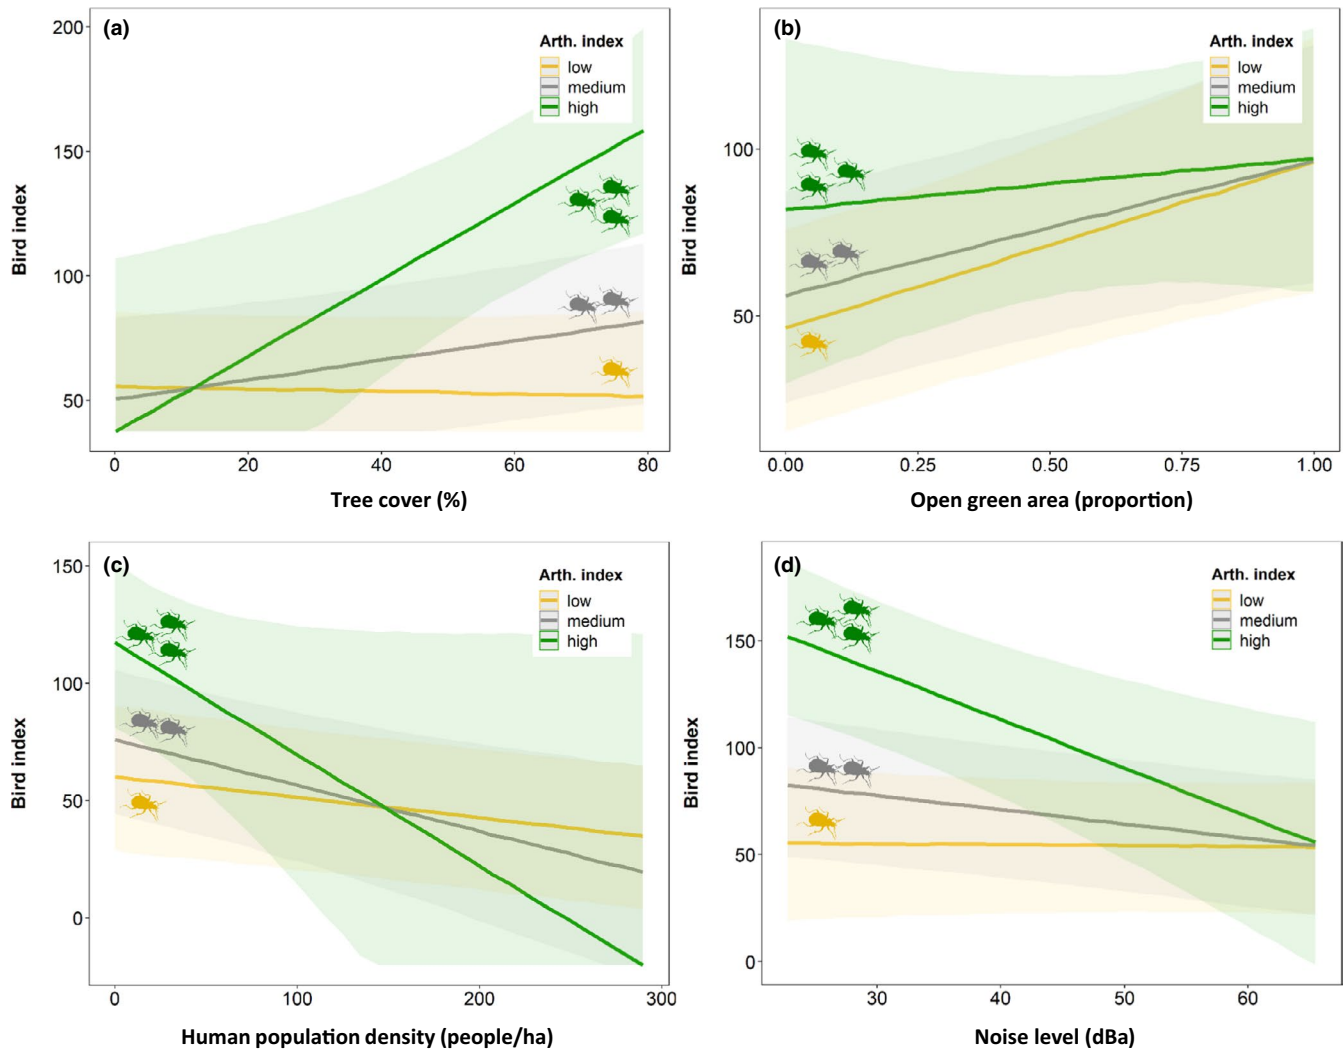 (a)
Arth. index
low
medium
high
200
150
100
50
Bird index
0 20 40 60 80
Tree cover (%)
(b)
Arth. index
low
medium
high
100
50
Bird index
0.00 0.25 0.50 0.75 1.00
Open green area (proportion)
(c)
Arth. index
low
medium
high
150
100
50
0
Bird index
0 100 200 300
Human population density (people/ha)
(d)
Arth. index
low
medium
high
150
100
50
0
Bird index
30 40 50 60
Noise level (dBa)